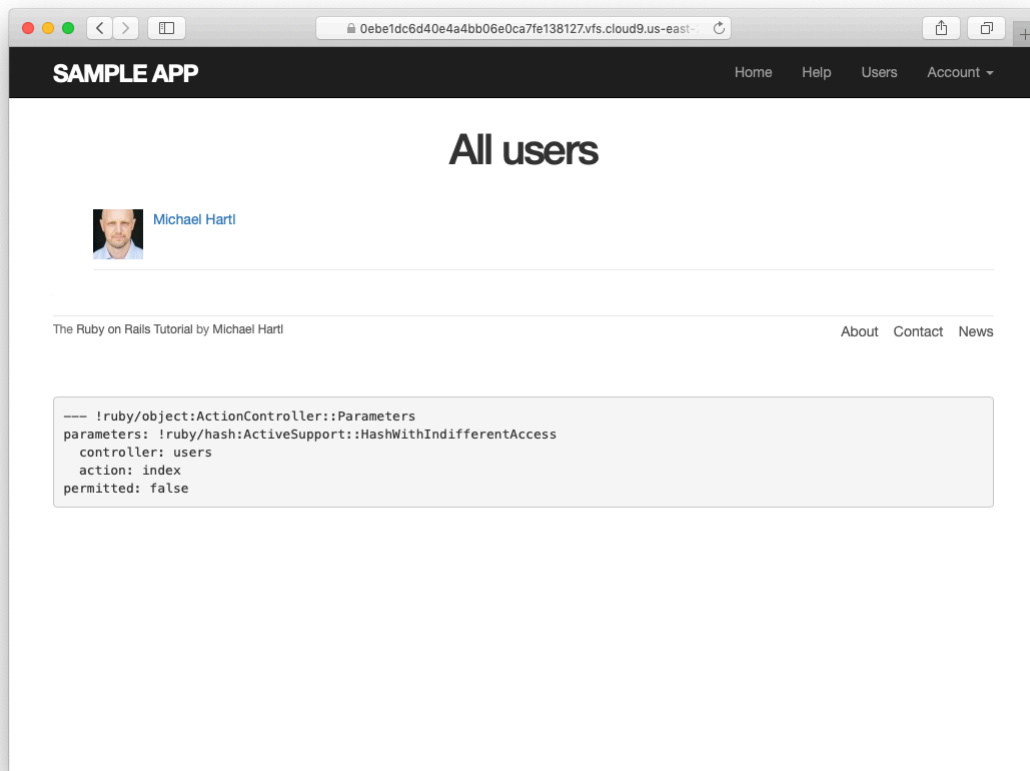 0ebe1dc6d40e4a4bb06e0ca7fe138127.vfs.cloud9.us-east-
SAMPLE APP
Home Help Users Account
All users
Michael Hartl
The Ruby on Rails Tutorial by Michael Hartl
About Contact News
--- !ruby/object:ActionController::Parameters
parameters: !ruby/hash:ActiveSupport::HashWithIndifferentAccess
  controller: users
  action: index
permitted: false